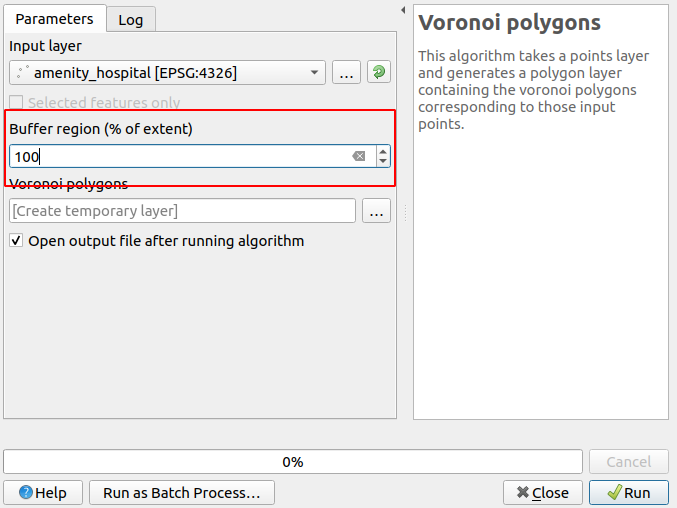 Parameters
Log
Input layer
amenity_hospital [EPSG:4326]
...
Selected features only
Buffer region (% of extent)
100
Voronoi polygons
[Create temporary layer]
...
Open output file after running algorithm
Voronoi polygons
This algorithm takes a points layer
and generates a polygon layer
containing the voronoi polygons
corresponding to those input
points.
0%
Cancel
Help
Run as Batch Process...
Close
Run